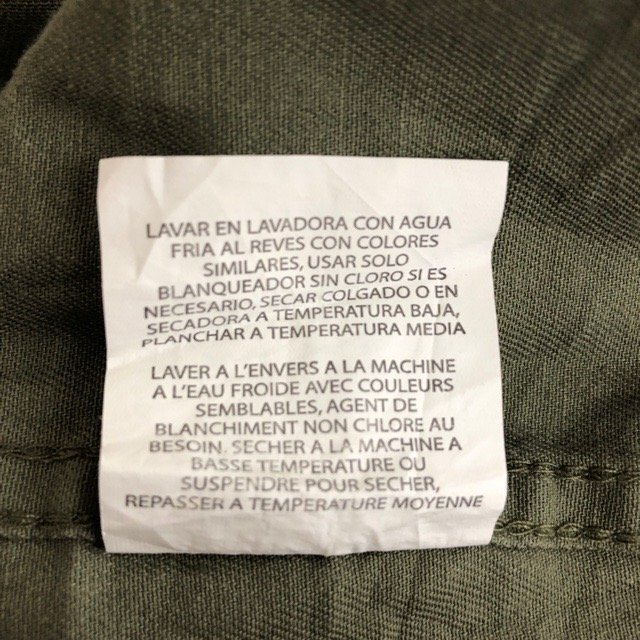 LAVAR EN LAVADORA CON AGUA
FRIA AL REVES CON COLORES
SIMILARES, USAR SOLO
BLANQUEADOR SIN CLORO SI ES
NECESARIO, SECAR COLGADO O EN
SECADORA A TEMPERATURA BAJA,
PLANCHAR A TEMPERATURA MEDIA
LAVER A L'ENVERS A LA MACHINE
A L'EAU FROIDE AVEC COULEURS
SEMBLABLES, AGENT DE
BLANCHIMENT NON CHLORE AU
BESOIN. SECHER A LA MACHINE A
BASSE TEMPERATURE OU
SUSPENDRE POUR SECHER,
REPASSER A TEMPERATURE MOYENNE